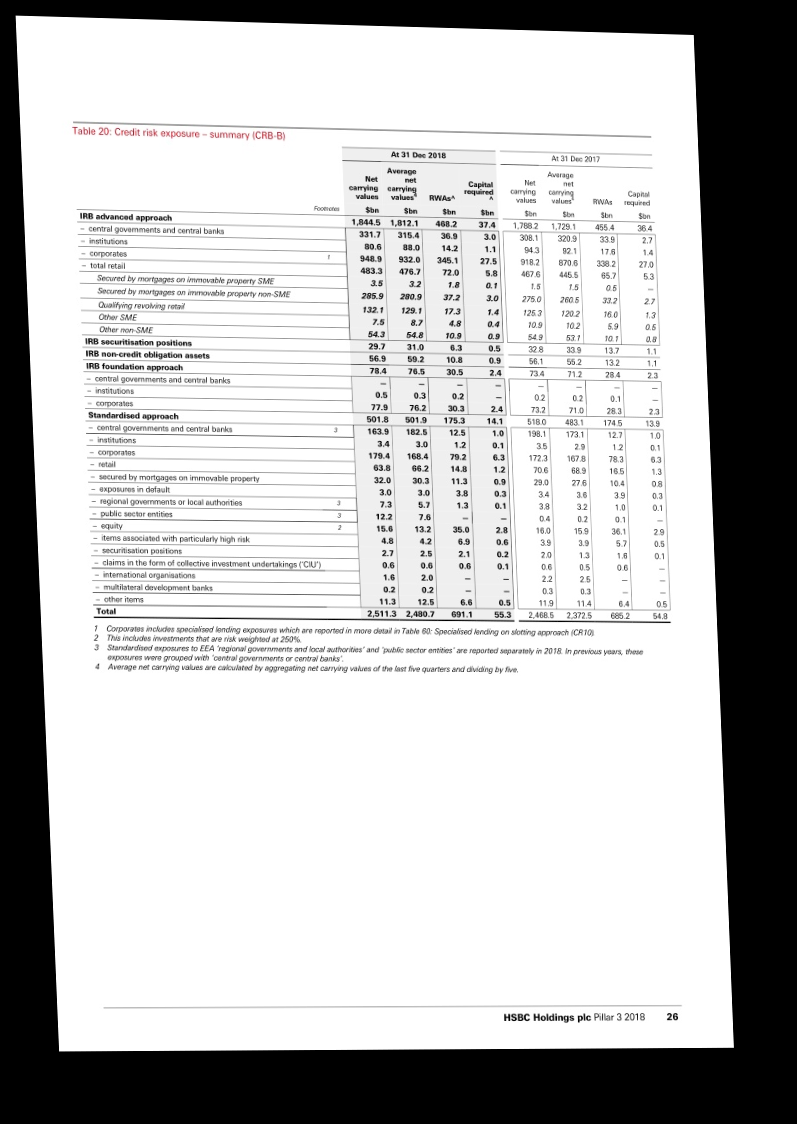 Table 20: Credit risk exposure – summary (CRB-B)
At 31 Dec 2018 At 31 Dec 2017
Net carrying values Average net carrying values4 RWAs^ Capital required^ Net carrying values Average net carrying values4 RWAs Capital required
Footnotes $bn $bn $bn $bn $bn $bn $bn $bn
IRB advanced approach 1,844.5 1,812.1 468.2 37.4 1,788.2 1,729.1 455.4 36.4
– central governments and central banks 331.7 315.4 36.9 3.0 308.1 320.9 33.9 2.7
– institutions 80.6 88.0 14.2 1.1 94.3 92.1 17.6 1.4
– corporates 1 948.9 932.0 345.1 27.5 918.2 870.6 338.2 27.0
– total retail 483.3 476.7 72.0 5.8 467.6 445.5 65.7 5.3
Secured by mortgages on immovable property SME 3.5 3.2 1.8 0.1 1.5 1.5 0.5 –
Secured by mortgages on immovable property non-SME 285.9 280.9 37.2 3.0 275.0 260.5 33.2 2.7
Qualifying revolving retail 132.1 129.1 17.3 1.4 125.3 120.2 16.0 1.3
Other SME 7.5 8.7 4.8 0.4 10.9 10.2 5.9 0.5
Other non-SME 54.3 54.8 10.9 0.9 54.9 53.1 10.1 0.8
IRB securitisation positions 29.7 31.0 6.3 0.5 32.8 33.9 13.7 1.1
IRB non-credit obligation assets 56.9 59.2 10.8 0.9 56.1 55.2 13.2 1.1
IRB foundation approach 78.4 76.5 30.5 2.4 73.4 71.2 28.4 2.3
– central governments and central banks – – – – – – – –
– institutions 0.5 0.3 0.2 – 0.2 0.2 0.1 –
– corporates 77.9 76.2 30.3 2.4 73.2 71.0 28.3 2.3
Standardised approach 501.8 501.9 175.3 14.1 518.0 483.1 174.5 13.9
– central governments and central banks 3 163.9 182.5 12.5 1.0 198.1 173.1 12.7 1.0
– institutions 3.4 3.0 1.2 0.1 3.5 2.9 1.2 0.1
– corporates 179.4 168.4 79.2 6.3 172.3 167.8 78.3 6.3
– retail 63.8 66.2 14.8 1.2 70.6 68.9 16.5 1.3
– secured by mortgages on immovable property 32.0 30.3 11.3 0.9 29.0 27.6 10.4 0.8
– exposures in default 3.0 3.0 3.8 0.3 3.4 3.6 3.9 0.3
– regional governments or local authorities 3 7.3 5.7 1.3 0.1 3.8 3.2 1.0 0.1
– public sector entities 3 12.2 7.6 – – 0.4 0.2 0.1 –
– equity 2 15.6 13.2 35.0 2.8 16.0 15.9 36.1 2.9
– items associated with particularly high risk 4.8 4.2 6.9 0.6 3.9 3.9 5.7 0.5
– securitisation positions 2.7 2.5 2.1 0.2 2.0 1.3 1.6 0.1
– claims in the form of collective investment undertakings ('CIU') 0.6 0.6 0.6 0.1 0.6 0.5 0.6 –
– international organisations 1.6 2.0 – – 2.2 2.5 – –
– multilateral development banks 0.2 0.2 – – 0.3 0.3 – –
– other items 11.3 12.5 6.6 0.5 11.9 11.4 6.4 0.5
Total 2,511.3 2,480.7 691.1 55.3 2,468.5 2,372.5 685.2 54.8
1 Corporates includes specialised lending exposures which are reported in more detail in Table 60: Specialised lending on slotting approach (CR10).
2 This includes investments that are risk weighted at 250%.
3 Standardised exposures to EEA 'regional governments and local authorities' and 'public sector entities' are reported separately in 2018. In previous years, these
exposures were grouped with 'central governments or central banks'.
4 Average net carrying values are calculated by aggregating net carrying values of the last five quarters and dividing by five.
HSBC Holdings plc Pillar 3 2018 26